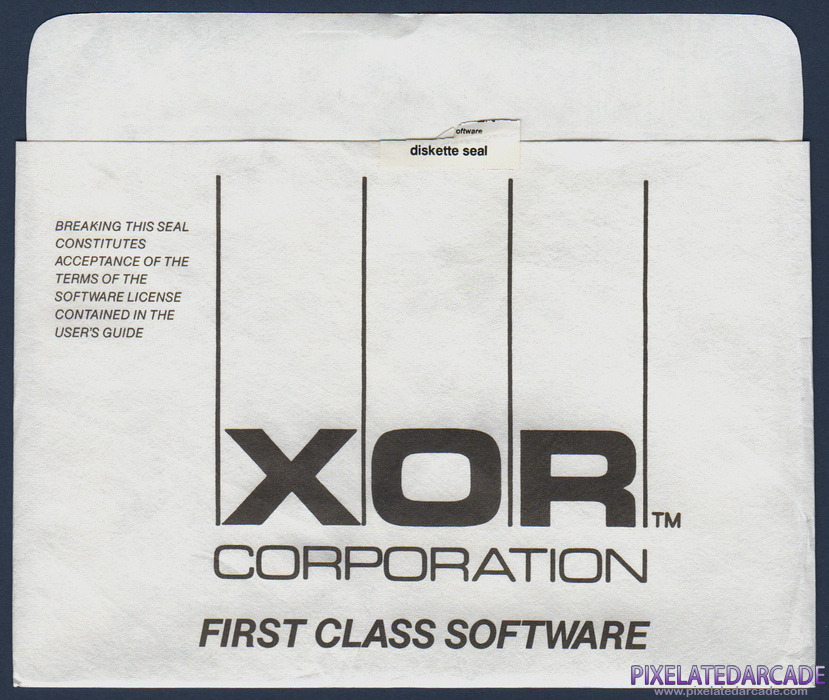 oftware
diskette seal
BREAKING THIS SEAL
CONSTITUTES
ACCEPTANCE OF THE
TERMS OF THE
SOFTWARE LICENSE
CONTAINED IN THE
USER'S GUIDE
XOR™
CORPORATION
FIRST CLASS SOFTWARE
PIXELATEDARCADE
www.pixelatedarcade.com